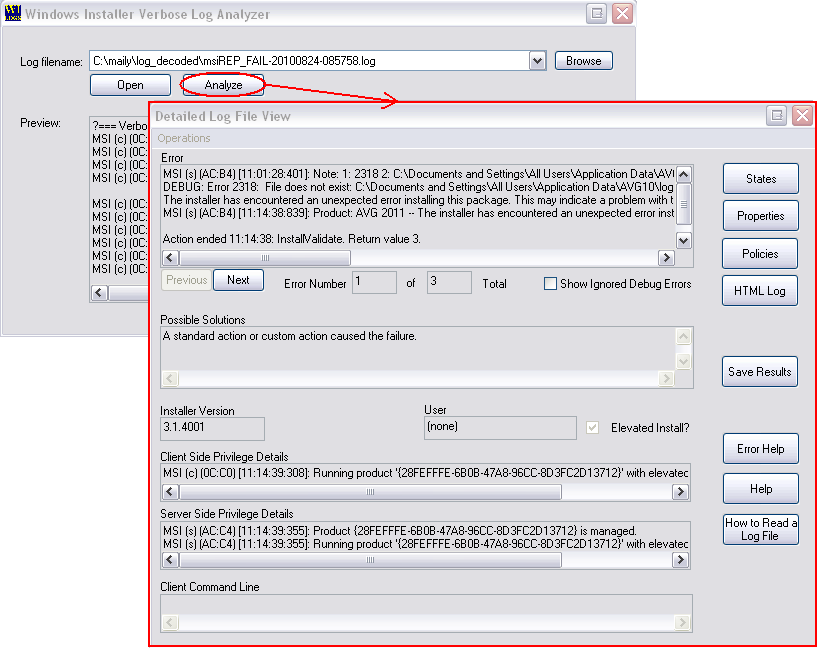 Windows Installer Verbose Log Analyzer
Log filename:
C:\maily\log_decoded\msiREP_FAIL-20100824-085758.log
Browse
Open
Analyze
Preview:
?=== Verbo
MSI (c) (0C:
MSI (c) (0C:
MSI (c) (0C:
MSI (c) (0C:
MSI (c) (0C:
MSI (c) (0C:
MSI (c) (0C:
MSI (c) (0C:
MSI (c) (0C:
Detailed Log File View
Operations
Error
MSI (s) (AC:B4) [11:01:28:401]: Note: 1: 2318 2: C:\Documents and Settings\All Users\Application Data\AV
DEBUG: Error 2318:  File does not exist: C:\Documents and Settings\All Users\Application Data\AVG10\log
The installer has encountered an unexpected error installing this package. This may indicate a problem with t
MSI (s) (AC:B4) [11:14:38:839]: Product: AVG 2011 -- The installer has encountered an unexpected error inst
Action ended 11:14:38: InstallValidate. Return value 3.
Previous
Next
Error Number
1
of
3
Total
Show Ignored Debug Errors
Possible Solutions
A standard action or custom action caused the failure.
Installer Version
3.1.4001
User
(none)
Elevated Install?
Client Side Privilege Details
MSI (c) (0C:C0) [11:14:39:308]: Running product '{28FEFFFE-6B0B-47A8-96CC-8D3FC2D13712}' with elevated
Server Side Privilege Details
MSI (s) (AC:C4) [11:14:39:355]: Product {28FEFFFE-6B0B-47A8-96CC-8D3FC2D13712} is managed.
MSI (s) (AC:C4) [11:14:39:355]: Running product '{28FEFFFE-6B0B-47A8-96CC-8D3FC2D13712}' with elevated
Client Command Line
States
Properties
Policies
HTML Log
Save Results
Error Help
Help
How to Read a
Log File